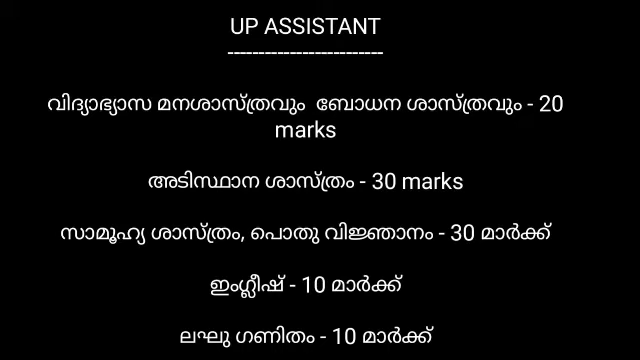 UP ASSISTANT
-------------------------
വിദ്യാഭ്യാസ മനശാസ്ത്രവും ബോധന ശാസ്ത്രവും - 20
marks
അടിസ്ഥാന ശാസ്ത്രം - 30 marks
സാമൂഹ്യ ശാസ്ത്രം, പൊതു വിജ്ഞാനം - 30 മാർക്ക്
ഇംഗ്ലീഷ് - 10 മാർക്ക്
ലഘു ഗണിതം - 10 മാർക്ക്